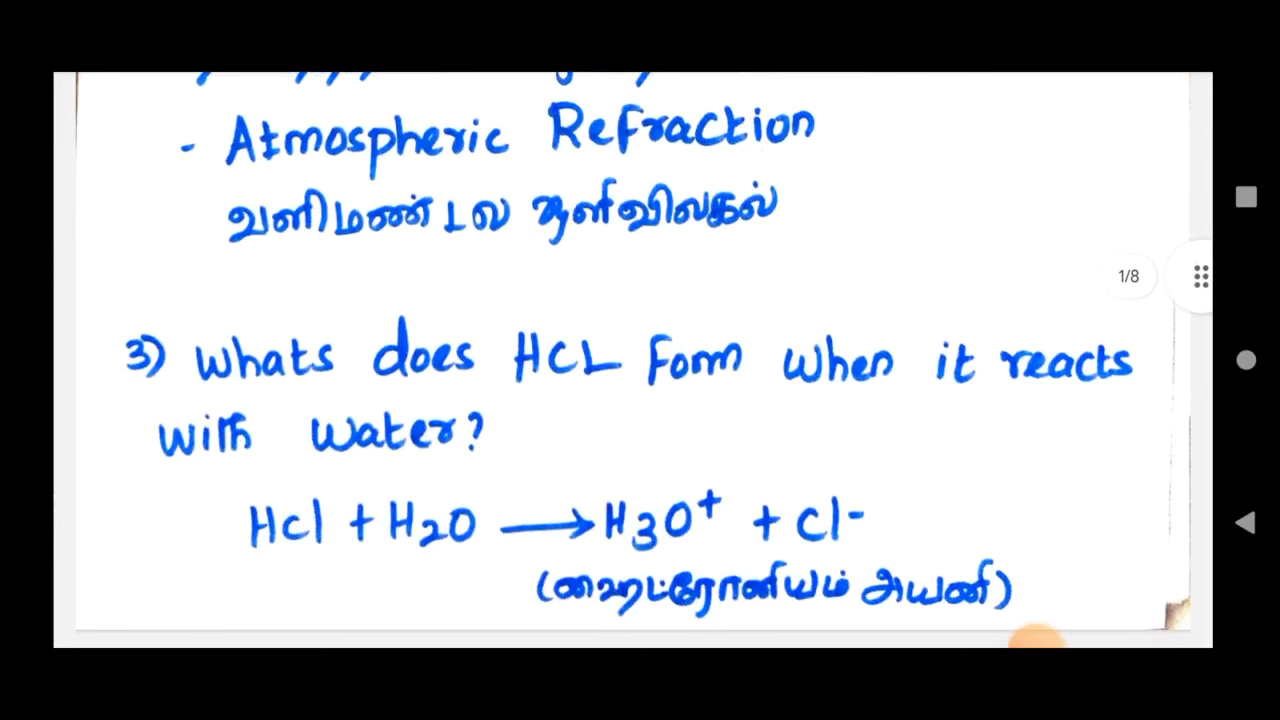 - Atmospheric Refraction
வளிமண்டல ஒளிவிலகல்
1/8
3) Whats does HCL Form When it reacts
with water?
Hcl + H2O ⟶ H3O+ + Cl-
(ஹைட்ரோனியம் அயனி)